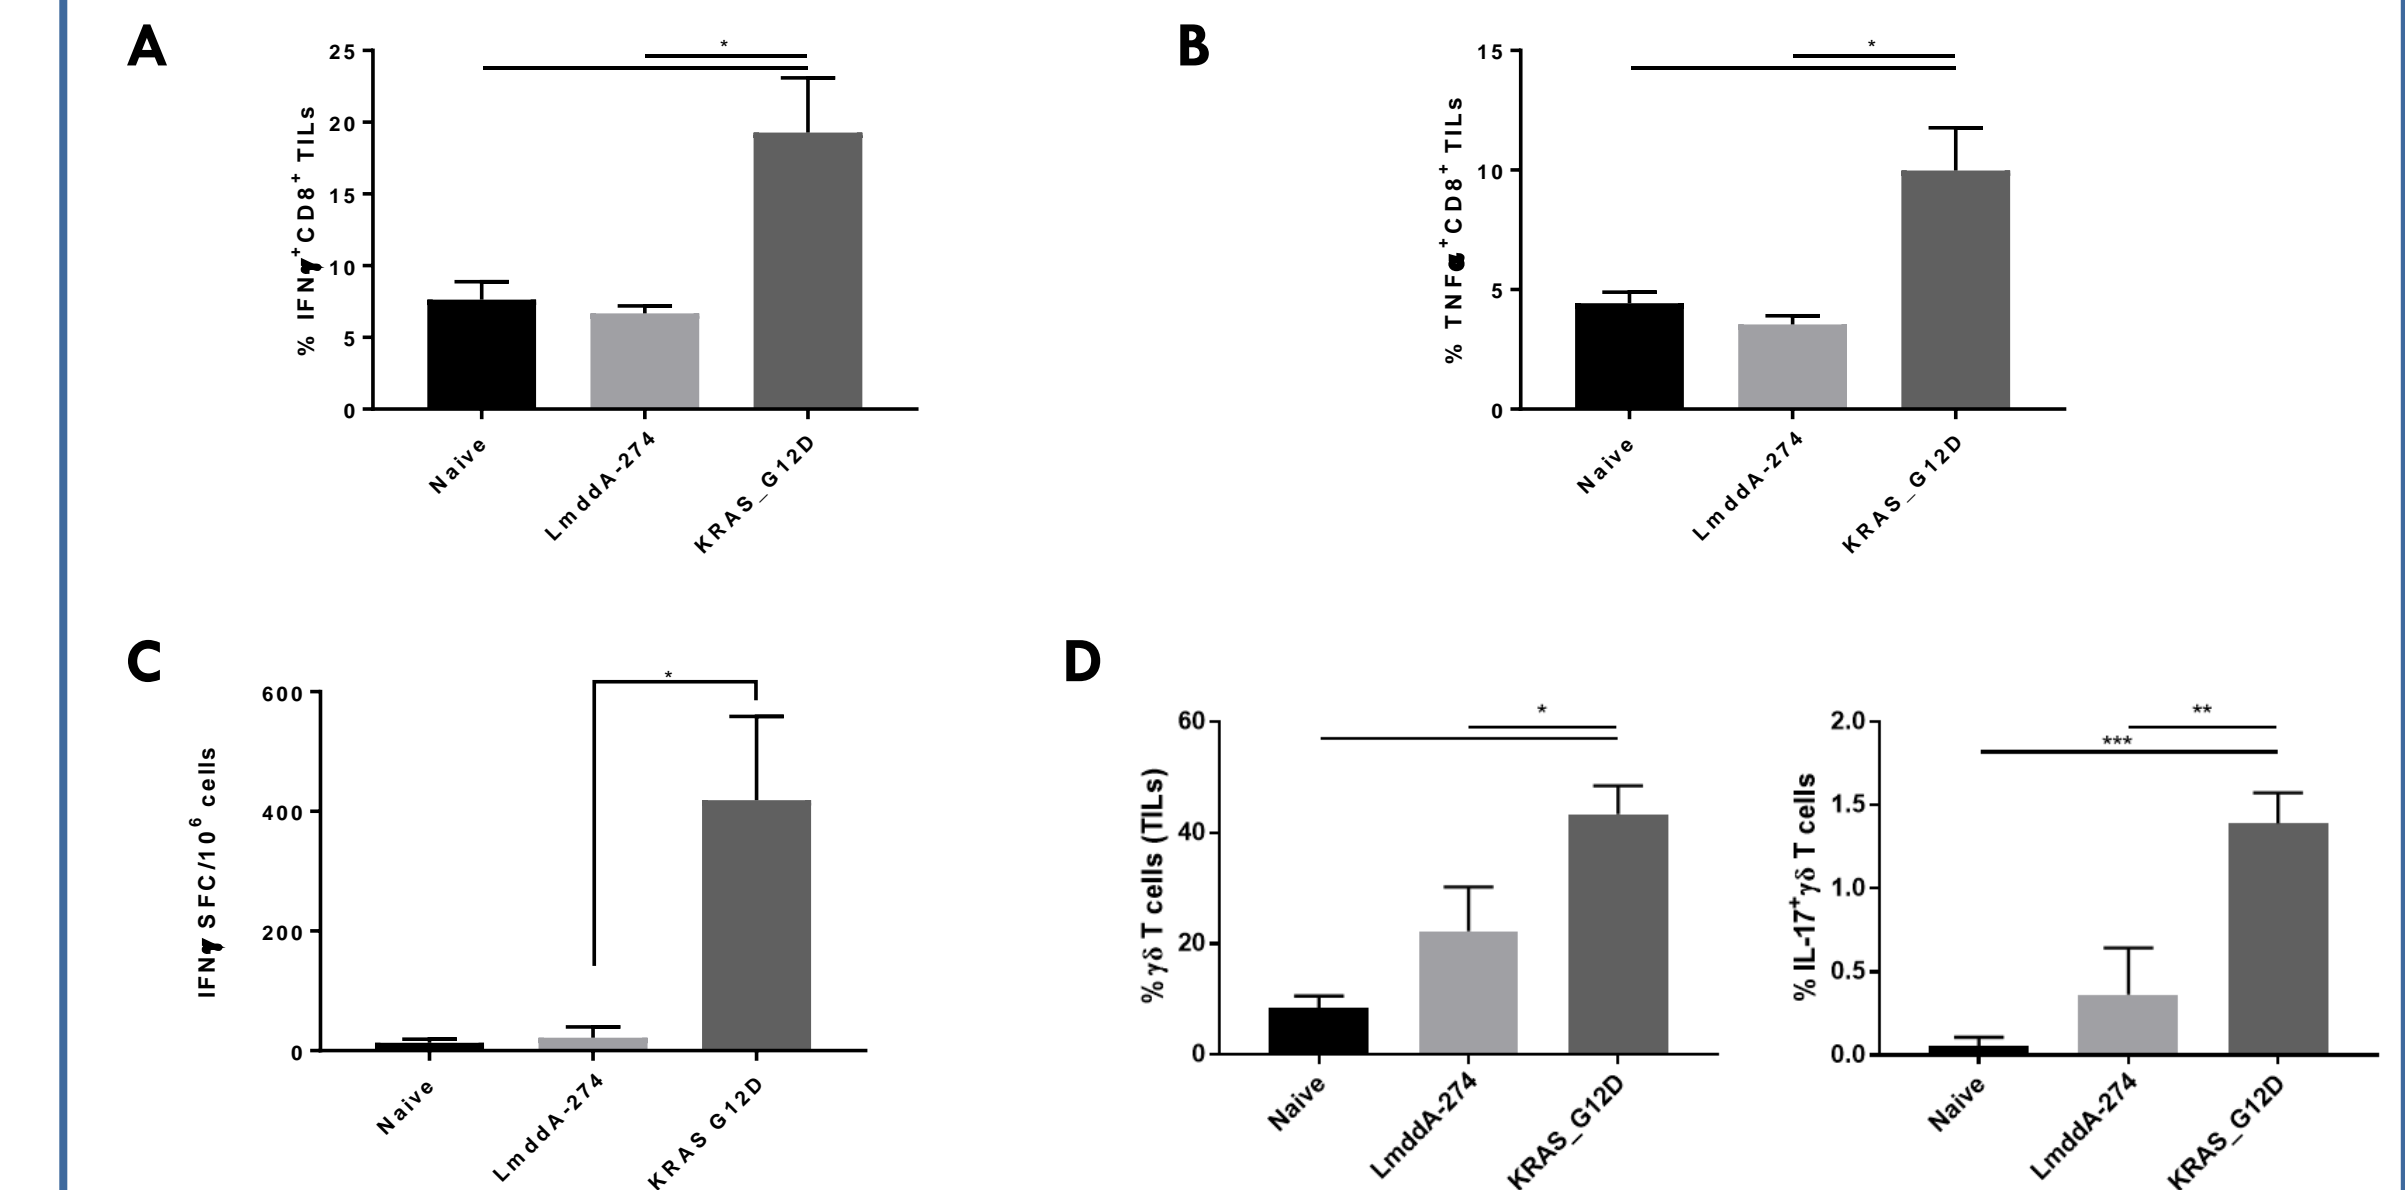 A
*
25
20
15
10
5
0
% IFNγ⁺CD8⁺ TILs
Naive
LmddA-274
KRAS_G12D
B
*
15
10
5
0
% TNFα⁺CD8⁺ TILs
Naive
LmddA-274
KRAS_G12D
C
*
600
400
200
0
IFNγ SFC/10⁶ cells
Naive
LmddA-274
KRAS G12D
D
*
60
40
20
0
% γδ T cells (TILs)
Naive
LmddA-274
KRAS_G12D
**
***
2.0
1.5
1.0
0.5
0.0
% IL-17⁺γδ T cells
Naive
LmddA-274
KRAS_G12D